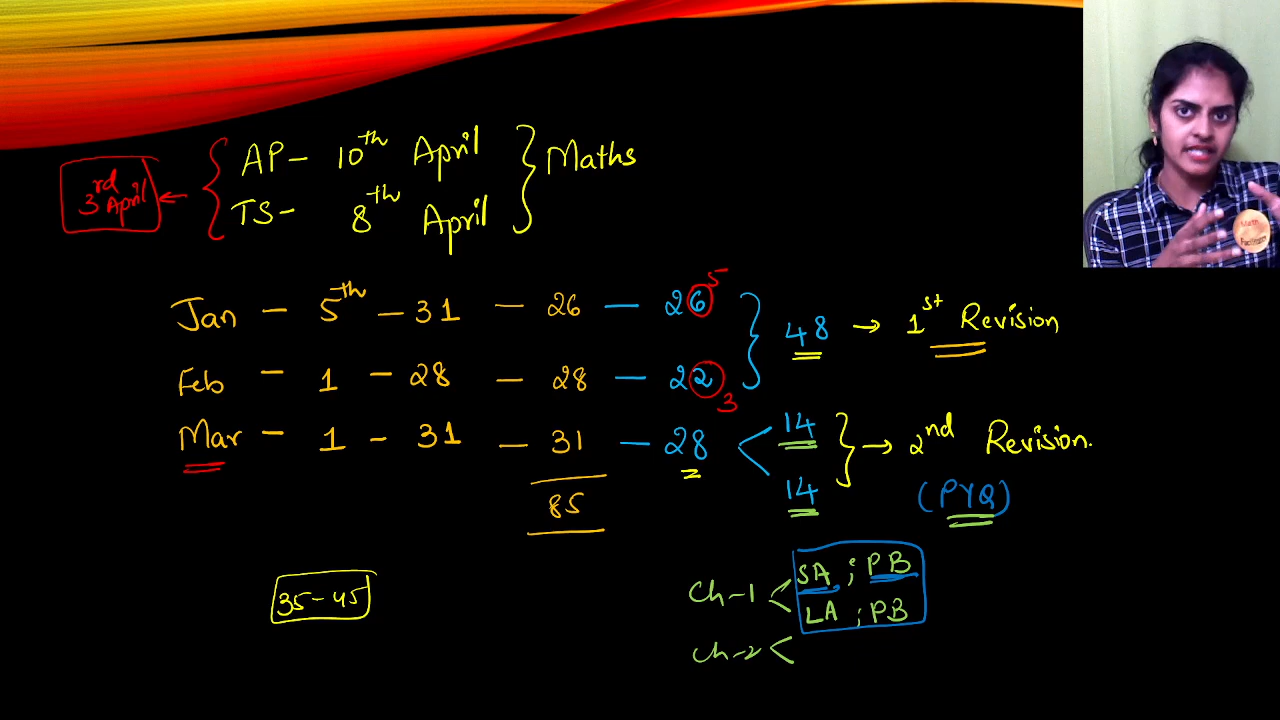 AP - 10th April } Maths
TS - 8th April
3rd April
Jan - 5th - 31 - 26 - 26 5
Feb - 1 - 28 - 28 - 22 3
48 → 1st Revision
Mar - 1 - 31 - 31 - 28 < 14
14
} → 2nd Revision.
(PYQ)
85
35-45
Ch-1 < SA ; PB
LA ; PB
Ch-2 <
Math
Facilitates